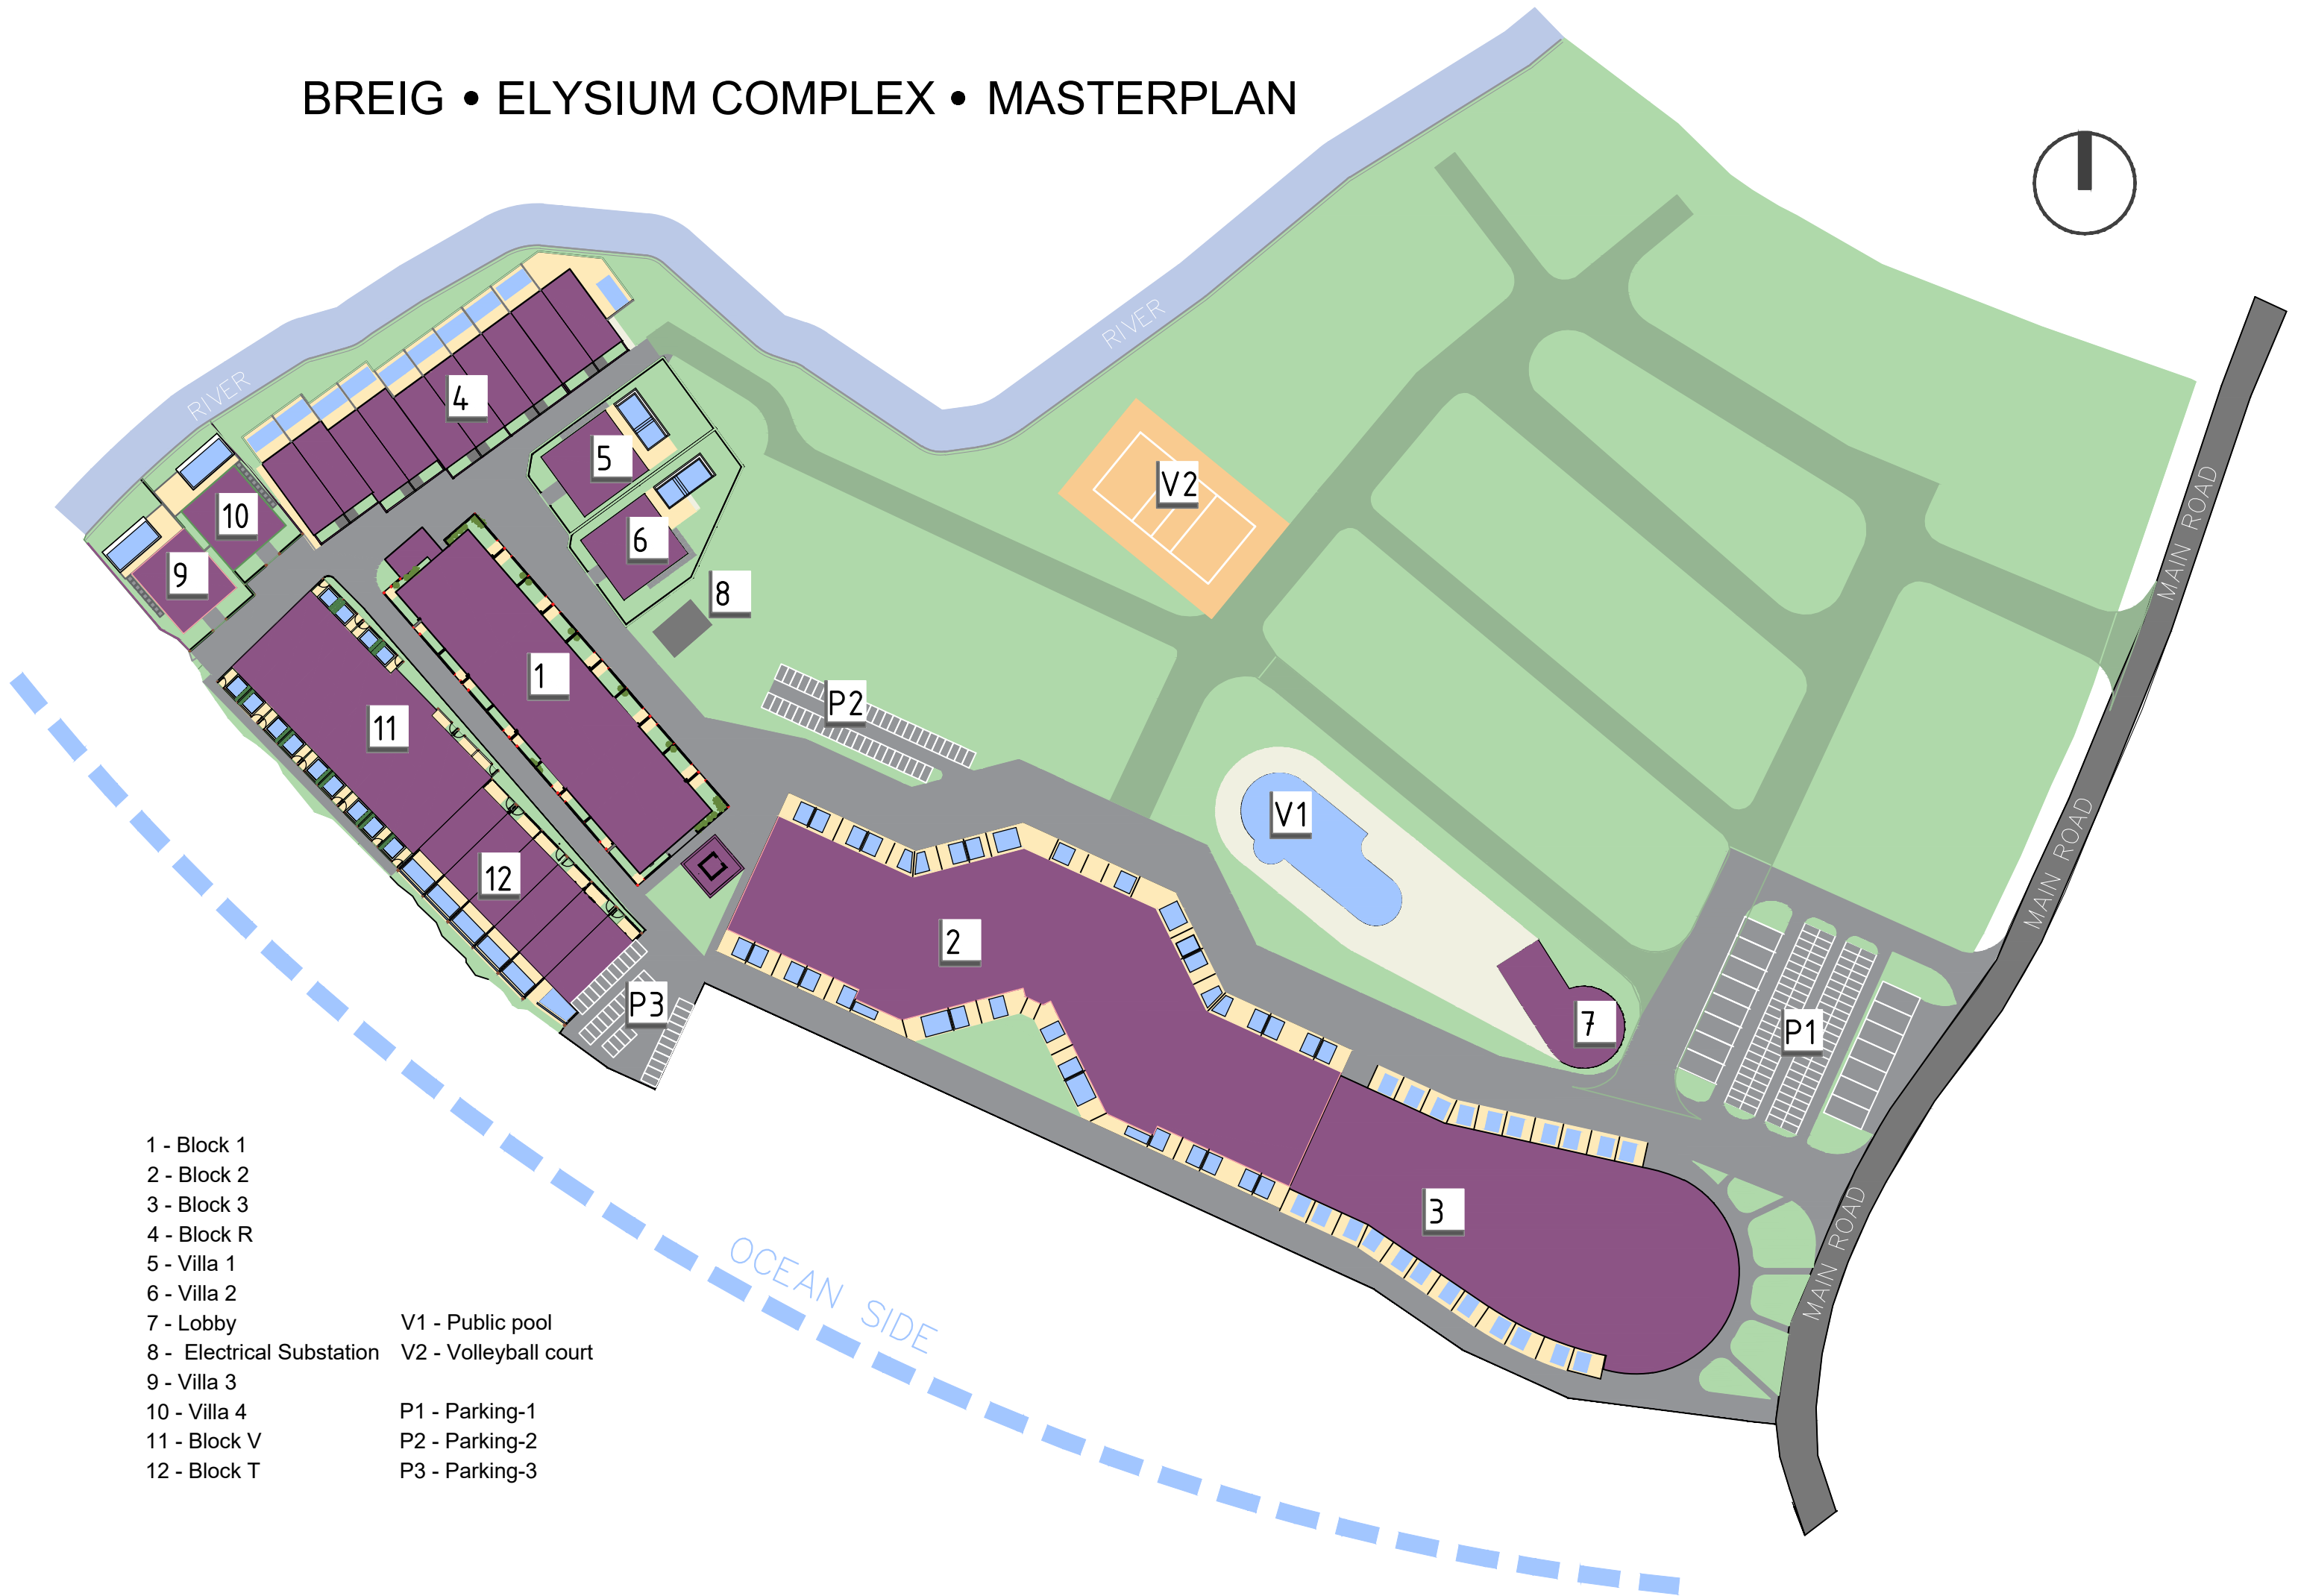 BREIG • ELYSIUM COMPLEX • MASTERPLAN
RIVER
RIVER
4
5
V2
10
6
9
8
MAIN ROAD
1
P2
11
V1
12
MAIN ROAD
2
P3
7
P1
3
MAIN ROAD
OCEAN SIDE
1 - Block 1
2 - Block 2
3 - Block 3
4 - Block R
5 - Villa 1
6 - Villa 2
7 - Lobby
8 - Electrical Substation
9 - Villa 3
10 - Villa 4
11 - Block V
12 - Block T
V1 - Public pool
V2 - Volleyball court
P1 - Parking-1
P2 - Parking-2
P3 - Parking-3